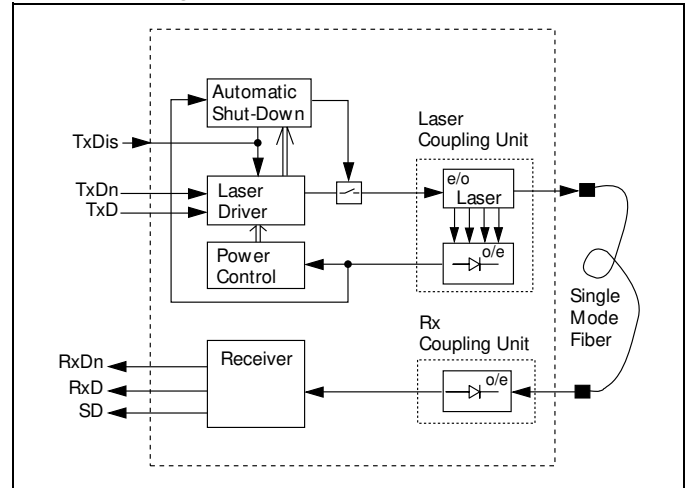 Automatic
Shut-Down
TxDis
TxDn
TxD
Laser
Driver
Power
Control
Laser
Coupling Unit
e/o
Laser
o/e
Single
Mode
Fiber
Rx
Coupling Unit
o/e
RxDn
RxD
SD
Receiver